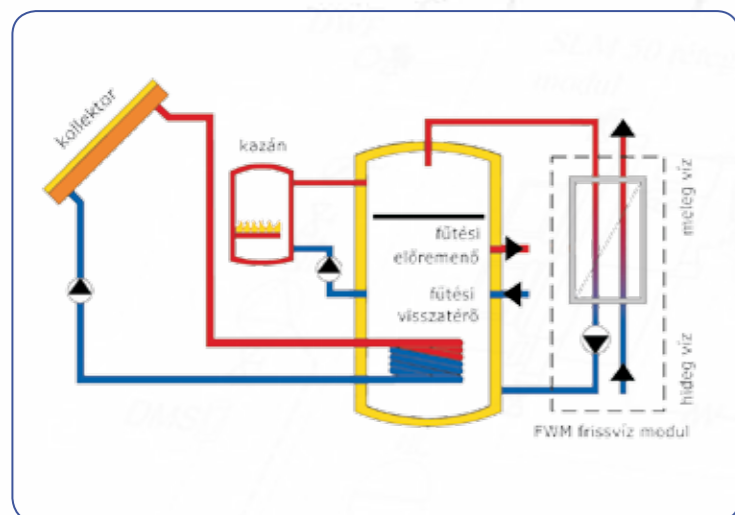 kollektor
kazán
fűtési
előremenő
fűtési
visszatérő
meleg víz
hideg víz
FWM frissvíz modul